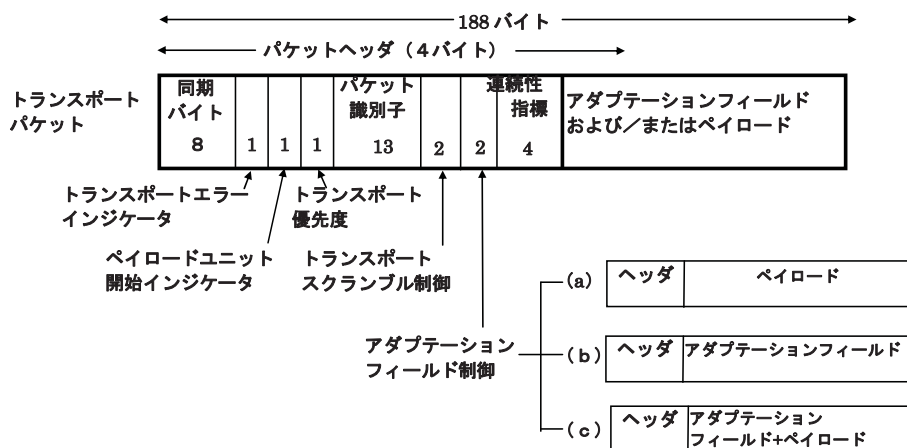 188バイト
パケットヘッダ(4バイト)
トランスポート
パケット
同期
バイト
8
1
1
1
パケット
識別子
13
2
2
連続性
指標
4
アダプテーションフィールド
および/またはペイロード
トランスポートエラー
インジケータ
トランスポート
優先度
ペイロードユニット
開始インジケータ
トランスポート
スクランブル制御
アダプテーション
フィールド制御
(a)
ヘッダ
ペイロード
(b)
ヘッダ
アダプテーションフィールド
(c)
ヘッダ
アダプテーション
フィールド+ペイロード